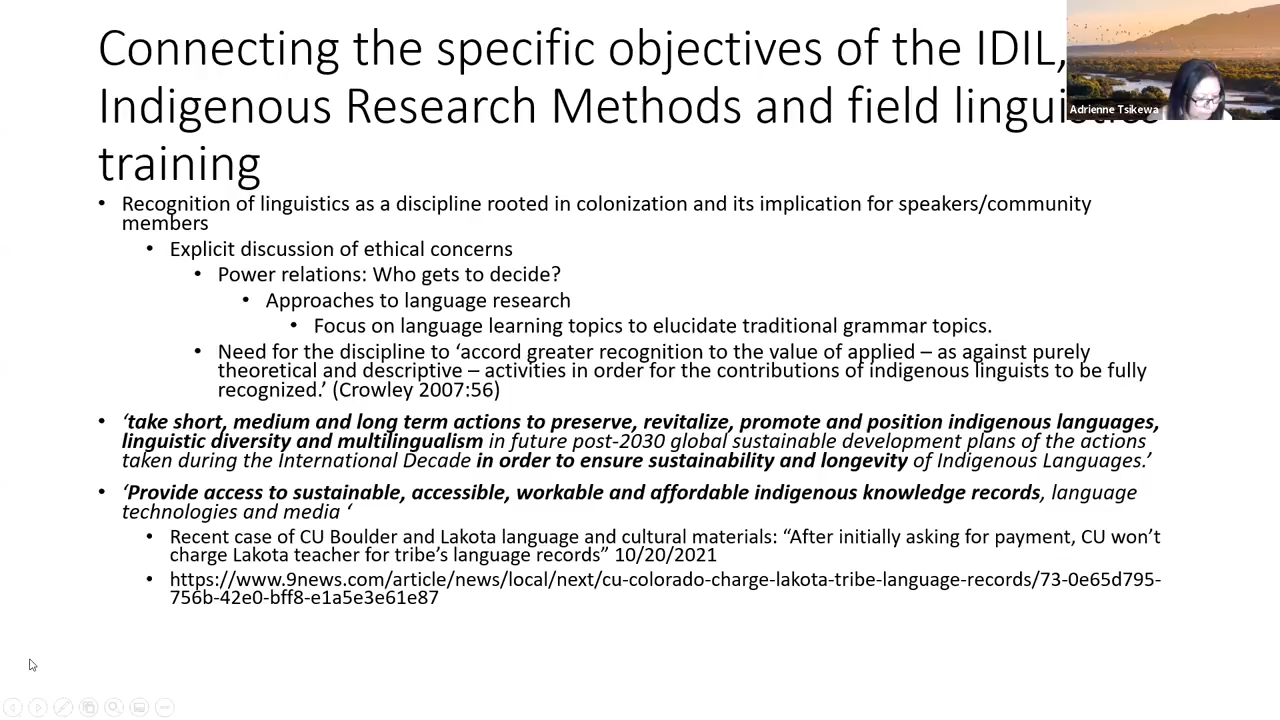 Connecting the specific objectives of the IDIL,
Indigenous Research Methods and field linguistics
training
Adrienne Tsikewa
• Recognition of linguistics as a discipline rooted in colonization and its implication for speakers/community
members
• Explicit discussion of ethical concerns
• Power relations: Who gets to decide?
• Approaches to language research
• Focus on language learning topics to elucidate traditional grammar topics.
• Need for the discipline to ‘accord greater recognition to the value of applied – as against purely
theoretical and descriptive – activities in order for the contributions of indigenous linguists to be fully
recognized.’ (Crowley 2007:56)
• ‘take short, medium and long term actions to preserve, revitalize, promote and position indigenous languages,
linguistic diversity and multilingualism in future post-2030 global sustainable development plans of the actions
taken during the International Decade in order to ensure sustainability and longevity of Indigenous Languages.’
• ‘Provide access to sustainable, accessible, workable and affordable indigenous knowledge records, language
technologies and media ‘
• Recent case of CU Boulder and Lakota language and cultural materials: “After initially asking for payment, CU won’t
charge Lakota teacher for tribe’s language records” 10/20/2021
• https://www.9news.com/article/news/local/next/cu-colorado-charge-lakota-tribe-language-records/73-0e65d795-
756b-42e0-bff8-e1a5e3e61e87